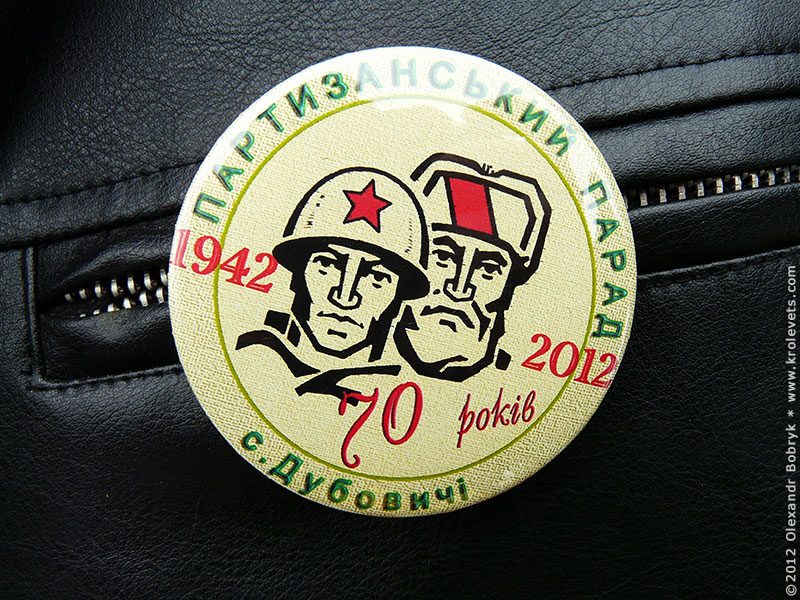 ПАРТИЗАНСЬКИЙ ПАРАД
1942
2012
70 років
с.Дубовичі
©2012 Olexandr Bobryk * www.krolevets.com